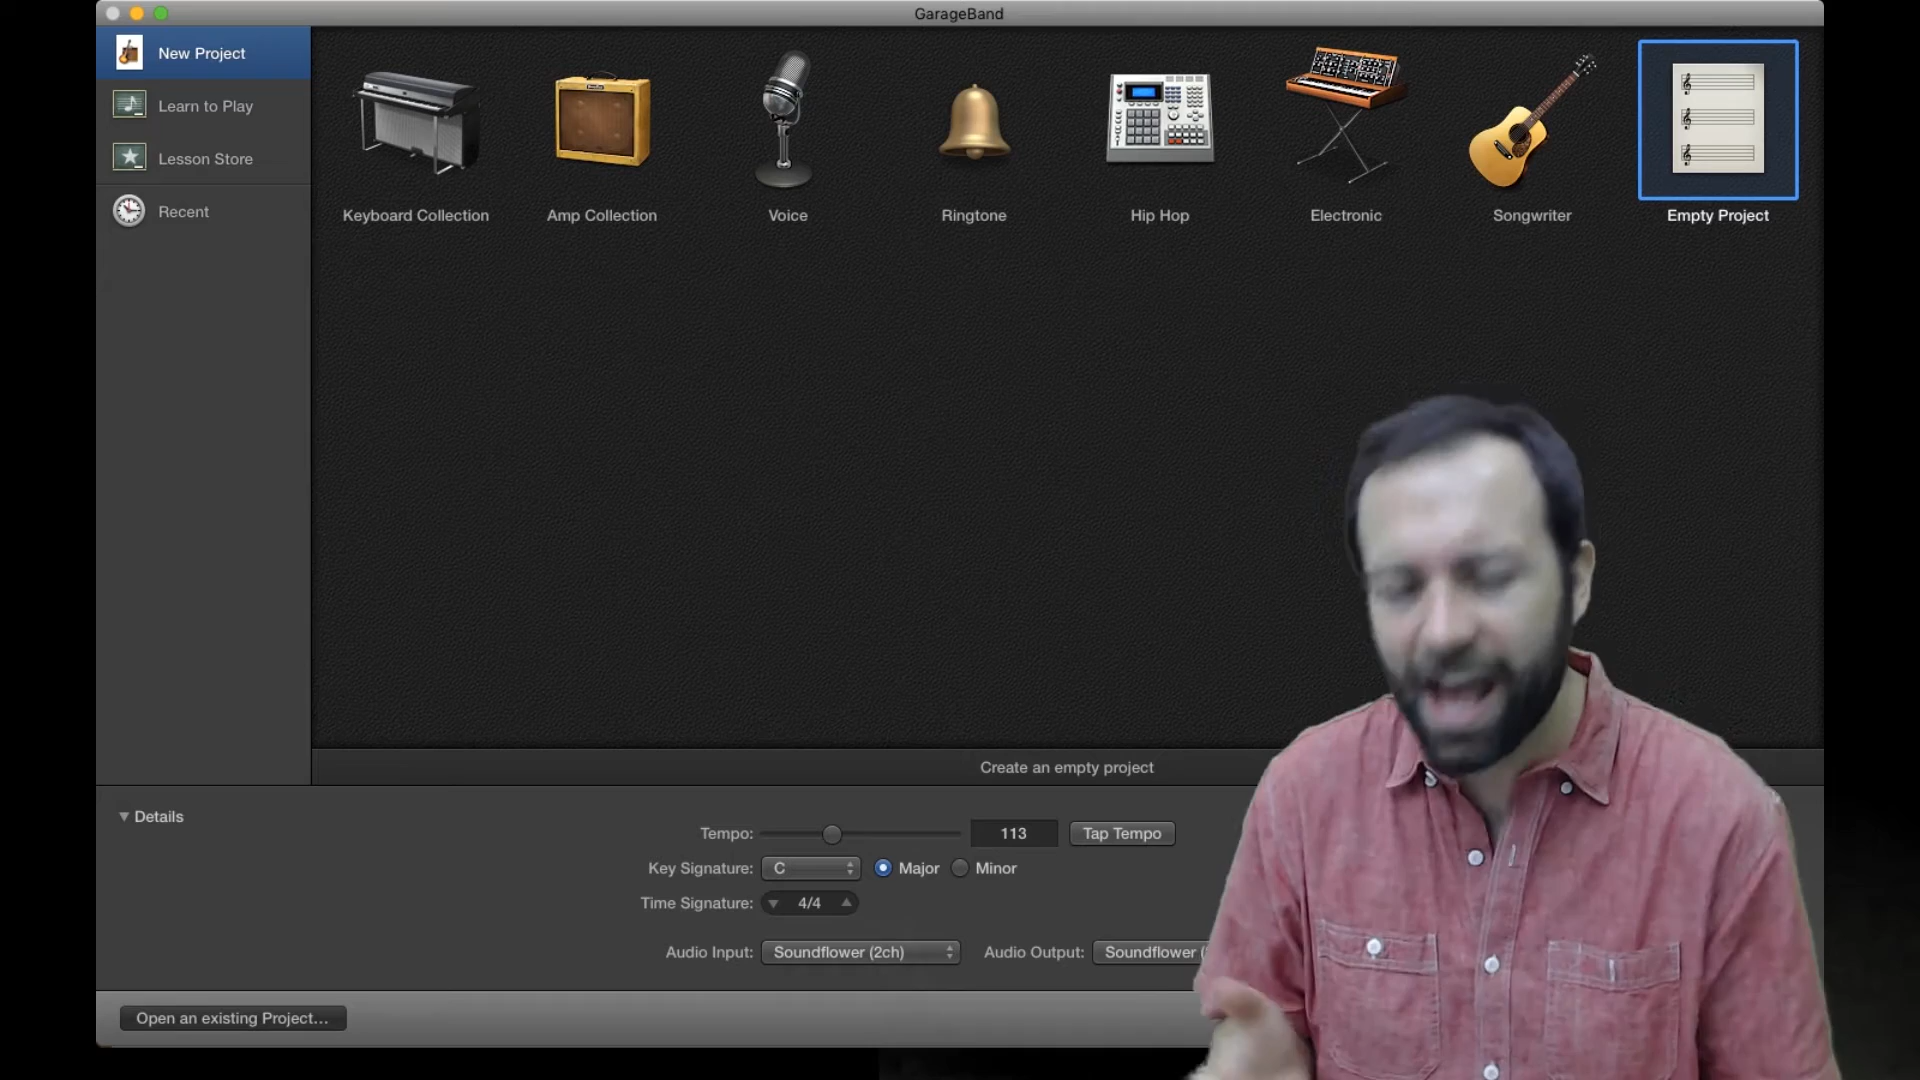 GarageBand
New Project
Learn to Play
Lesson Store
Recent
Keyboard Collection
Amp Collection
Voice
Ringtone
Hip Hop
Electronic
Songwriter
Empty Project
Create an empty project
Details
Tempo:
113
Tap Tempo
Key Signature:
C
Major
Minor
Time Signature:
4/4
Audio Input:
Soundflower (2ch)
Audio Output:
Soundflower (
Open an existing Project...